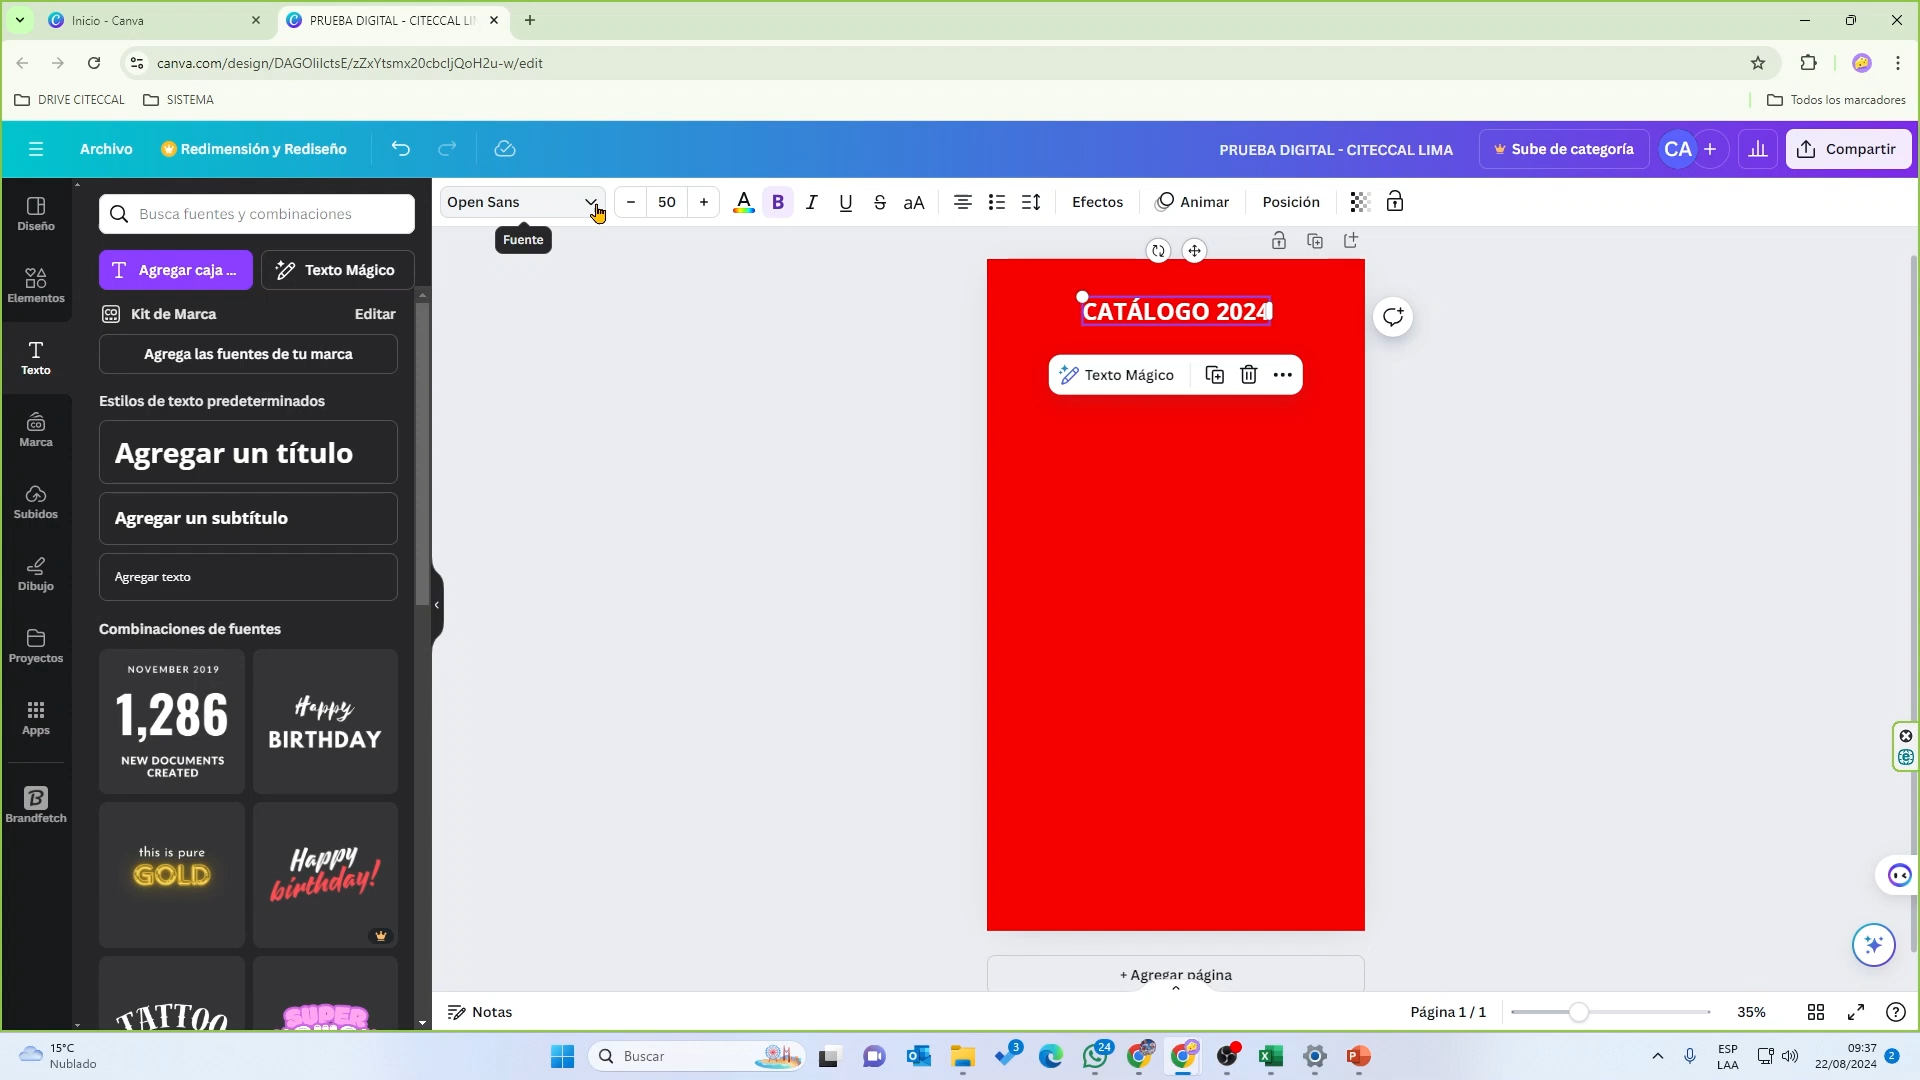 Inicio - Canva
PRUEBA DIGITAL - CITECCAL LI
canva.com/design/DAGOlilctsE/zZxYtsmx20cbcljQoH2u-w/edit
DRIVE CITECCAL
SISTEMA
Todos los marcadores
Archivo
Redimensión y Rediseño
PRUEBA DIGITAL - CITECCAL LIMA
Sube de categoría
CA
Compartir
Diseño
Elementos
Texto
Marca
Subidos
Dibujo
Proyectos
Apps
Brandfetch
Busca fuentes y combinaciones
Agregar caja ...
Texto Mágico
Kit de Marca
Editar
Agrega las fuentes de tu marca
Estilos de texto predeterminados
Agregar un título
Agregar un subtítulo
Agregar texto
Combinaciones de fuentes
NOVEMBER 2019
1,286
NEW DOCUMENTS
CREATED
Happy
BIRTHDAY
this is pure
GOLD
Happy
birthday!
TATTOO
SUPER
Open Sans
50
aA
Efectos
Animar
Posición
Fuente
CATÁLOGO 2024
Texto Mágico
+ Agregar página
Notas
Página 1 / 1
35%
15°C
Nublado
Buscar
3
24
ESP
LAA
09:37
22/08/2024
2